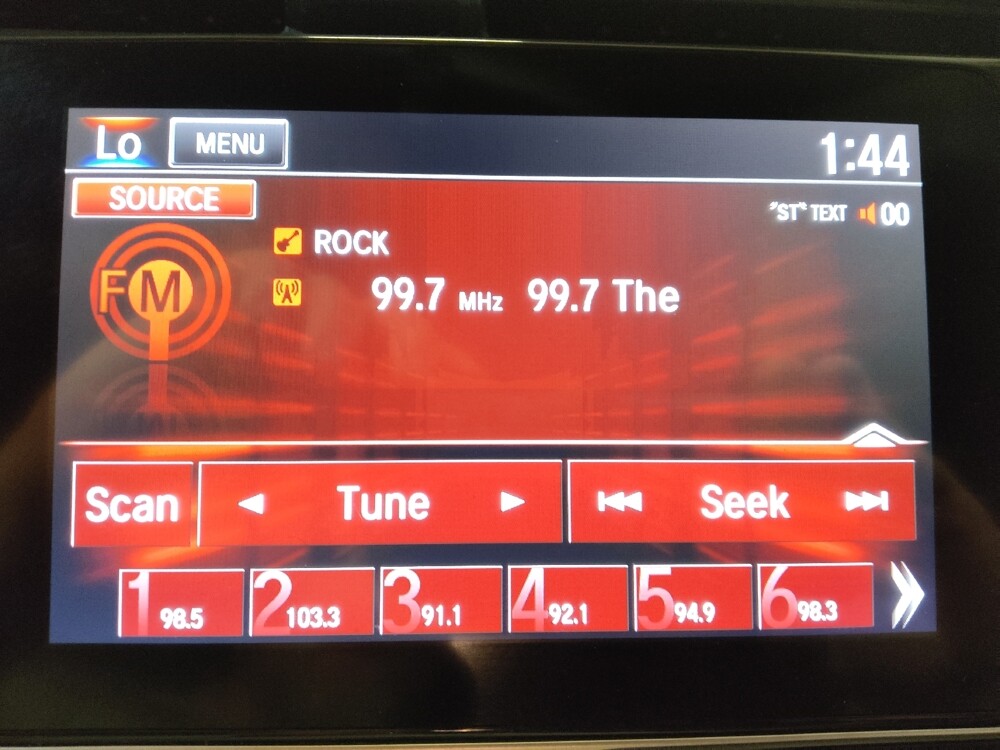 Lo MENU 1:44
SOURCE "ST" TEXT 00
FM ROCK
99.7 MHz 99.7 The
Scan Tune Seek
1 98.5 2 103.3 3 91.1 4 92.1 5 94.9 6 98.3